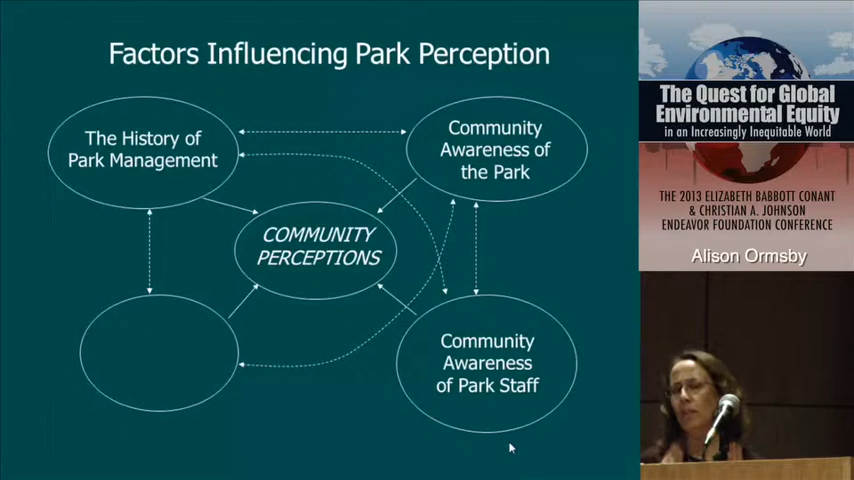 Factors Influencing Park Perception
The History of
Park Management
Community
Awareness of
the Park
COMMUNITY
PERCEPTIONS
Community
Awareness
of Park Staff
The Quest for Global
Environmental Equity
in an Increasingly Inequitable World
THE 2013 ELIZABETH BABBOTT CONANT
& CHRISTIAN A. JOHNSON
ENDEAVOR FOUNDATION CONFERENCE
Alison Ormsby